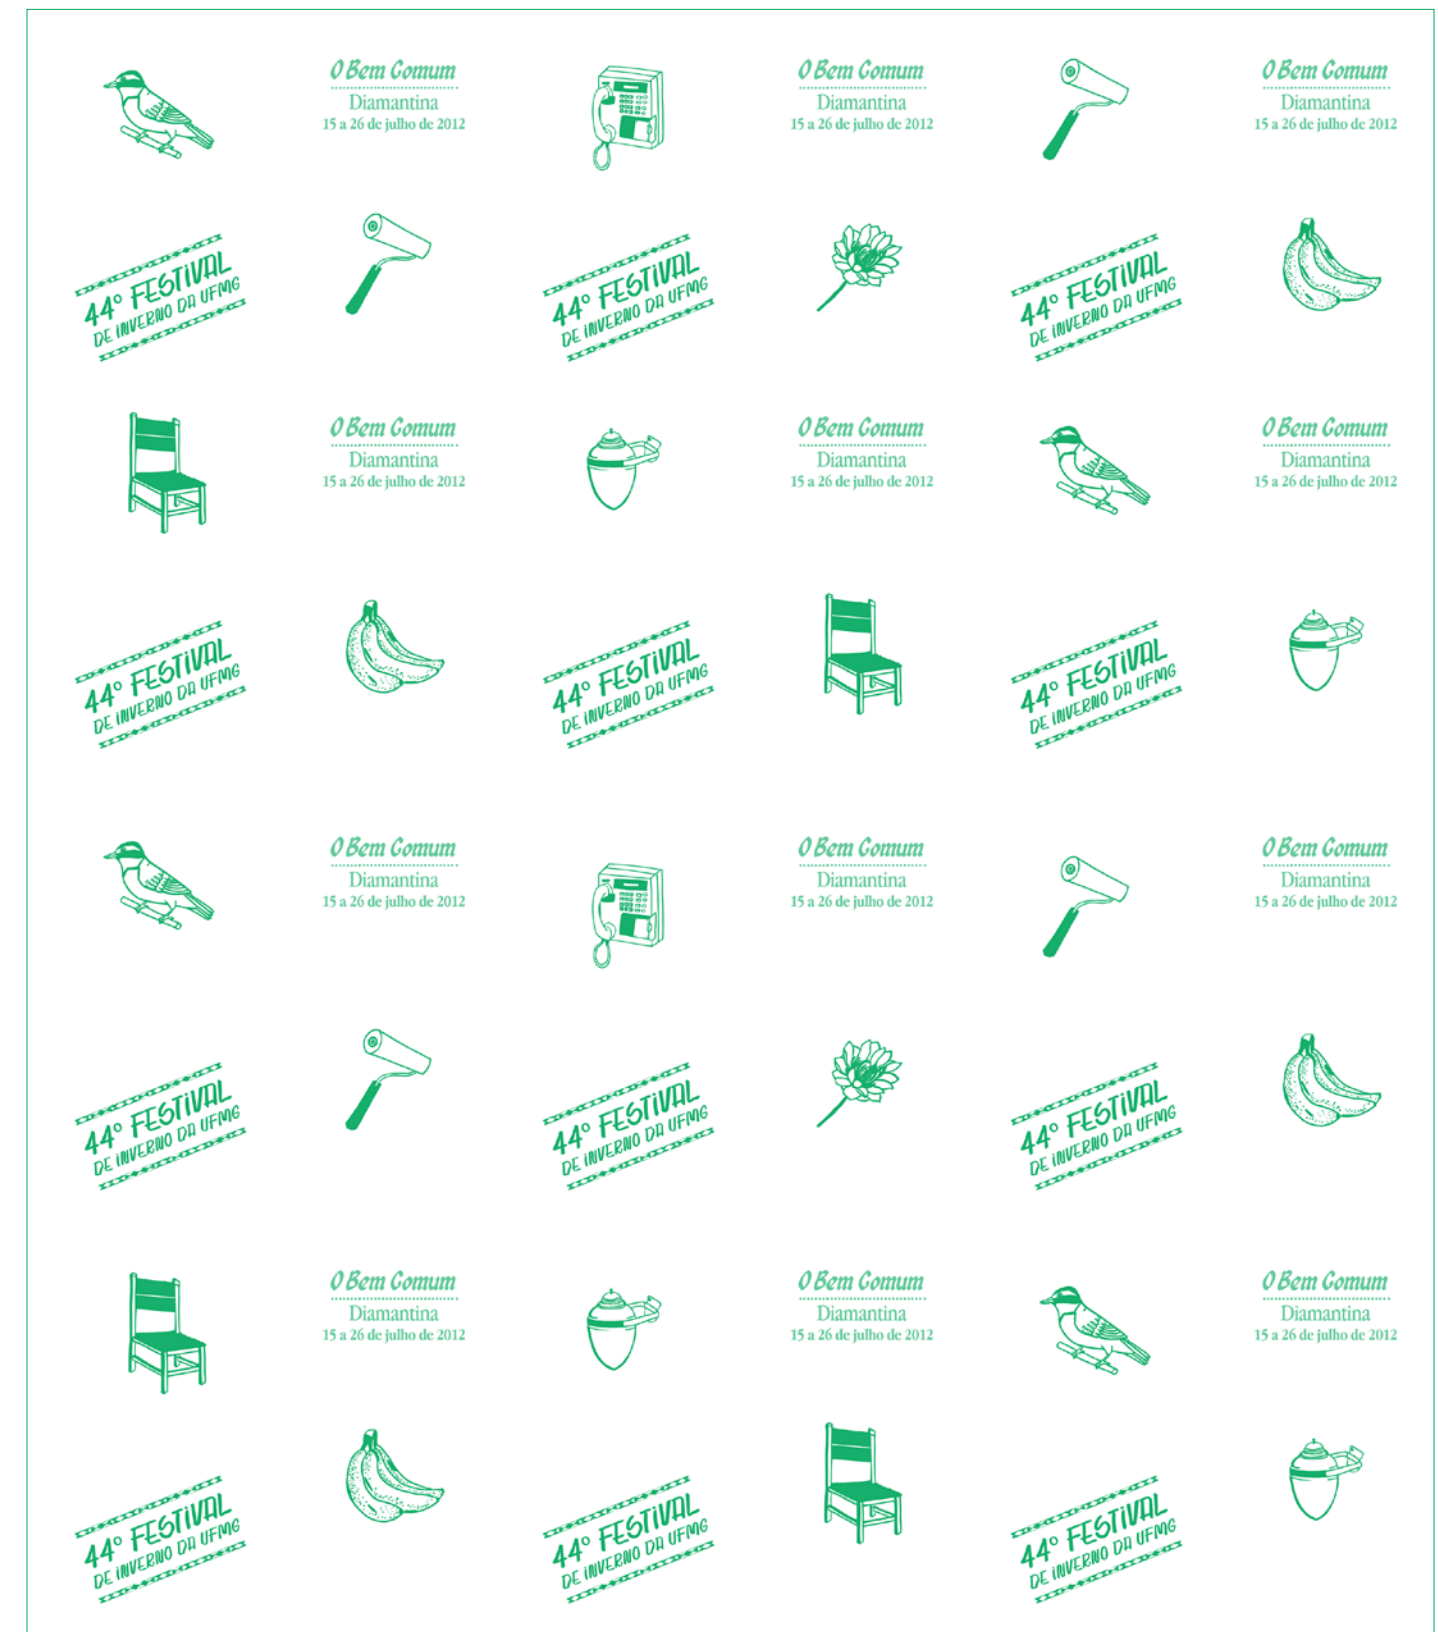 O Bem Comum
Diamantina
15 a 26 de julho de 2012
O Bem Comum
Diamantina
15 a 26 de julho de 2012
O Bem Comum
Diamantina
15 a 26 de julho de 2012
44º FESTIVAL
DE INVERNO DA UFMG
44º FESTIVAL
DE INVERNO DA UFMG
44º FESTIVAL
DE INVERNO DA UFMG
O Bem Comum
Diamantina
15 a 26 de julho de 2012
O Bem Comum
Diamantina
15 a 26 de julho de 2012
O Bem Comum
Diamantina
15 a 26 de julho de 2012
44º FESTIVAL
DE INVERNO DA UFMG
44º FESTIVAL
DE INVERNO DA UFMG
44º FESTIVAL
DE INVERNO DA UFMG
O Bem Comum
Diamantina
15 a 26 de julho de 2012
O Bem Comum
Diamantina
15 a 26 de julho de 2012
O Bem Comum
Diamantina
15 a 26 de julho de 2012
44º FESTIVAL
DE INVERNO DA UFMG
44º FESTIVAL
DE INVERNO DA UFMG
44º FESTIVAL
DE INVERNO DA UFMG
O Bem Comum
Diamantina
15 a 26 de julho de 2012
O Bem Comum
Diamantina
15 a 26 de julho de 2012
O Bem Comum
Diamantina
15 a 26 de julho de 2012
44º FESTIVAL
DE INVERNO DA UFMG
44º FESTIVAL
DE INVERNO DA UFMG
44º FESTIVAL
DE INVERNO DA UFMG